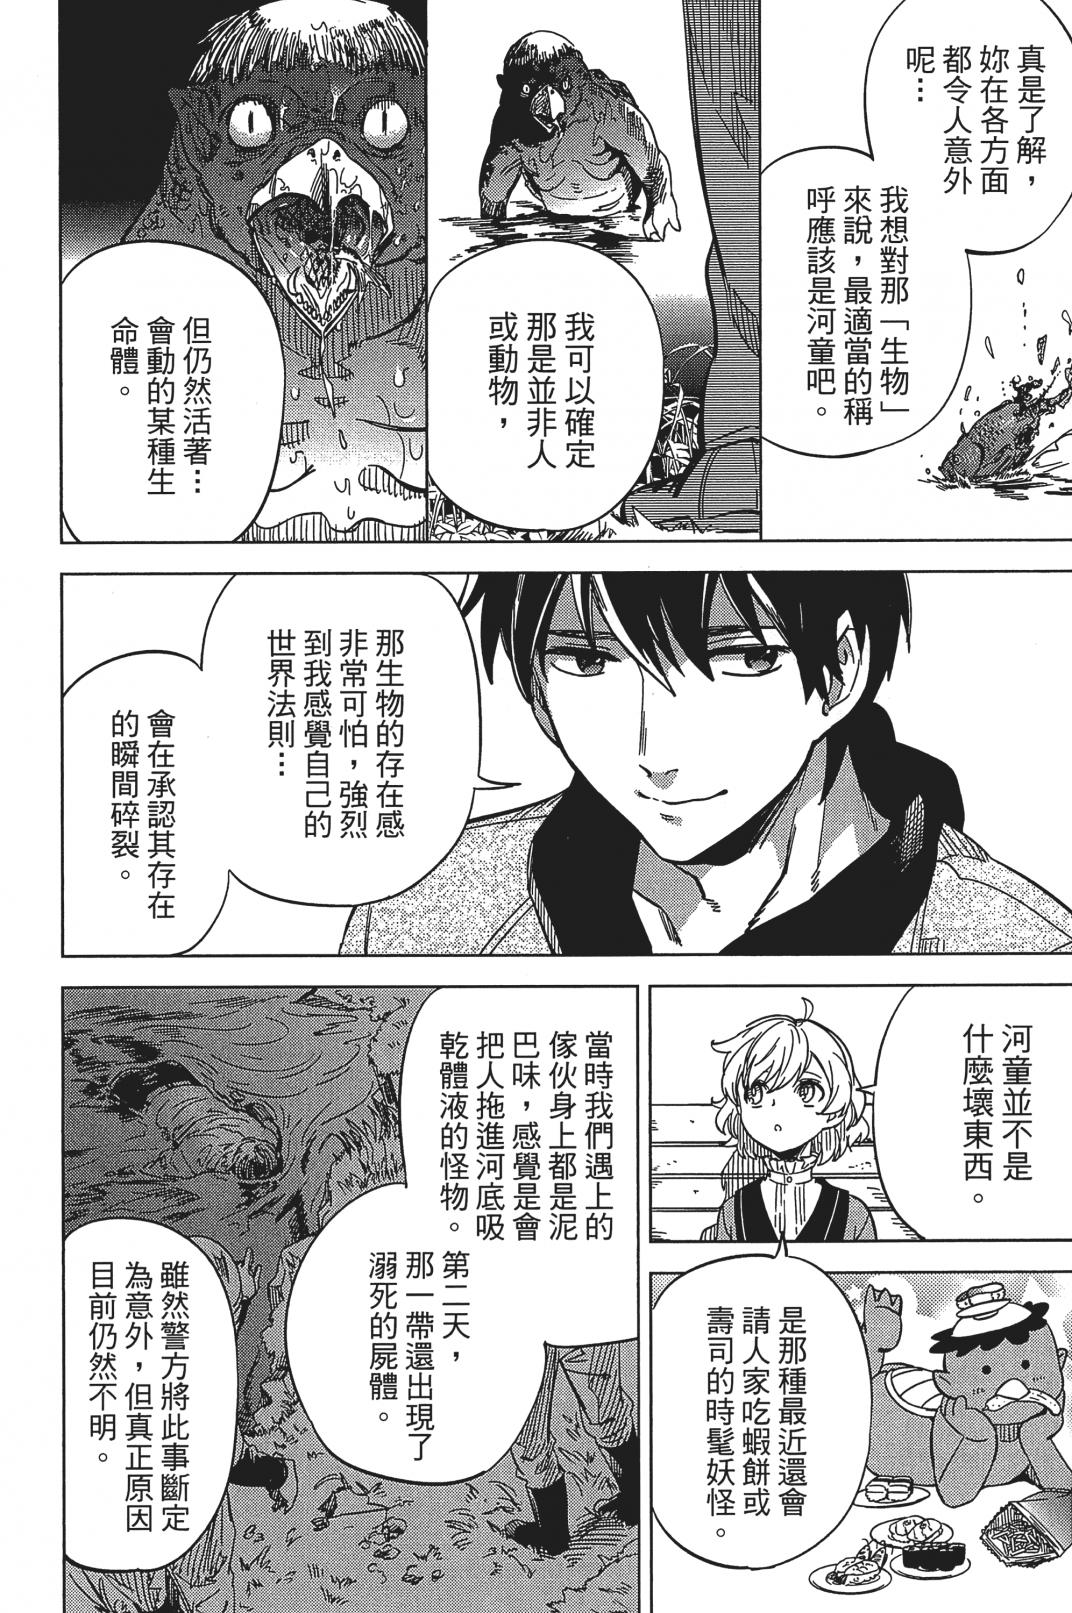 真是了解，
妳在各方面
都令人意外
呢…
我想對那「生物」
來說，最適當的稱
呼應該是河童吧。
我可以確定
那是並非人
或動物，
但仍然活著…
會動的某種生
命體。
那生物的存在感
非常可怕，強烈
到我感覺自己的
世界法則…
會在承認其存在
的瞬間碎裂。
河童並不是
什麼壞東西。
是那種最近還會
請人家吃蝦餅或
壽司的時髦妖怪。
當時我們遇上的
傢伙身上都是泥
巴味，感覺是會
把人拖進河底吸
乾體液的怪物。
第二天，
那一帶還出現了
溺死的屍體。
雖然警方將此事斷定
為意外，但真正原因
目前仍然不明。